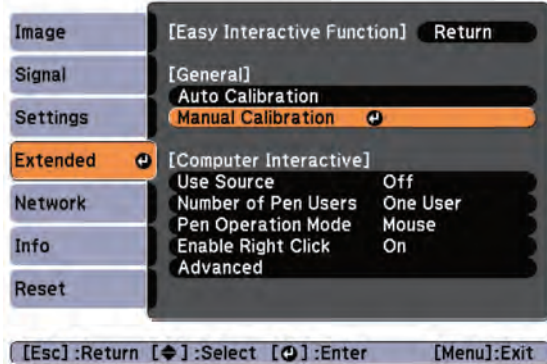 Image
Signal
Settings
Extended
Network
Info
Reset
[Easy Interactive Function] Return
[General]
Auto Calibration
Manual Calibration
[Computer Interactive]
Use Source Off
Number of Pen Users One User
Pen Operation Mode Mouse
Enable Right Click On
Advanced
[Esc] :Return [◆] :Select [⏎] :Enter [Menu]:Exit